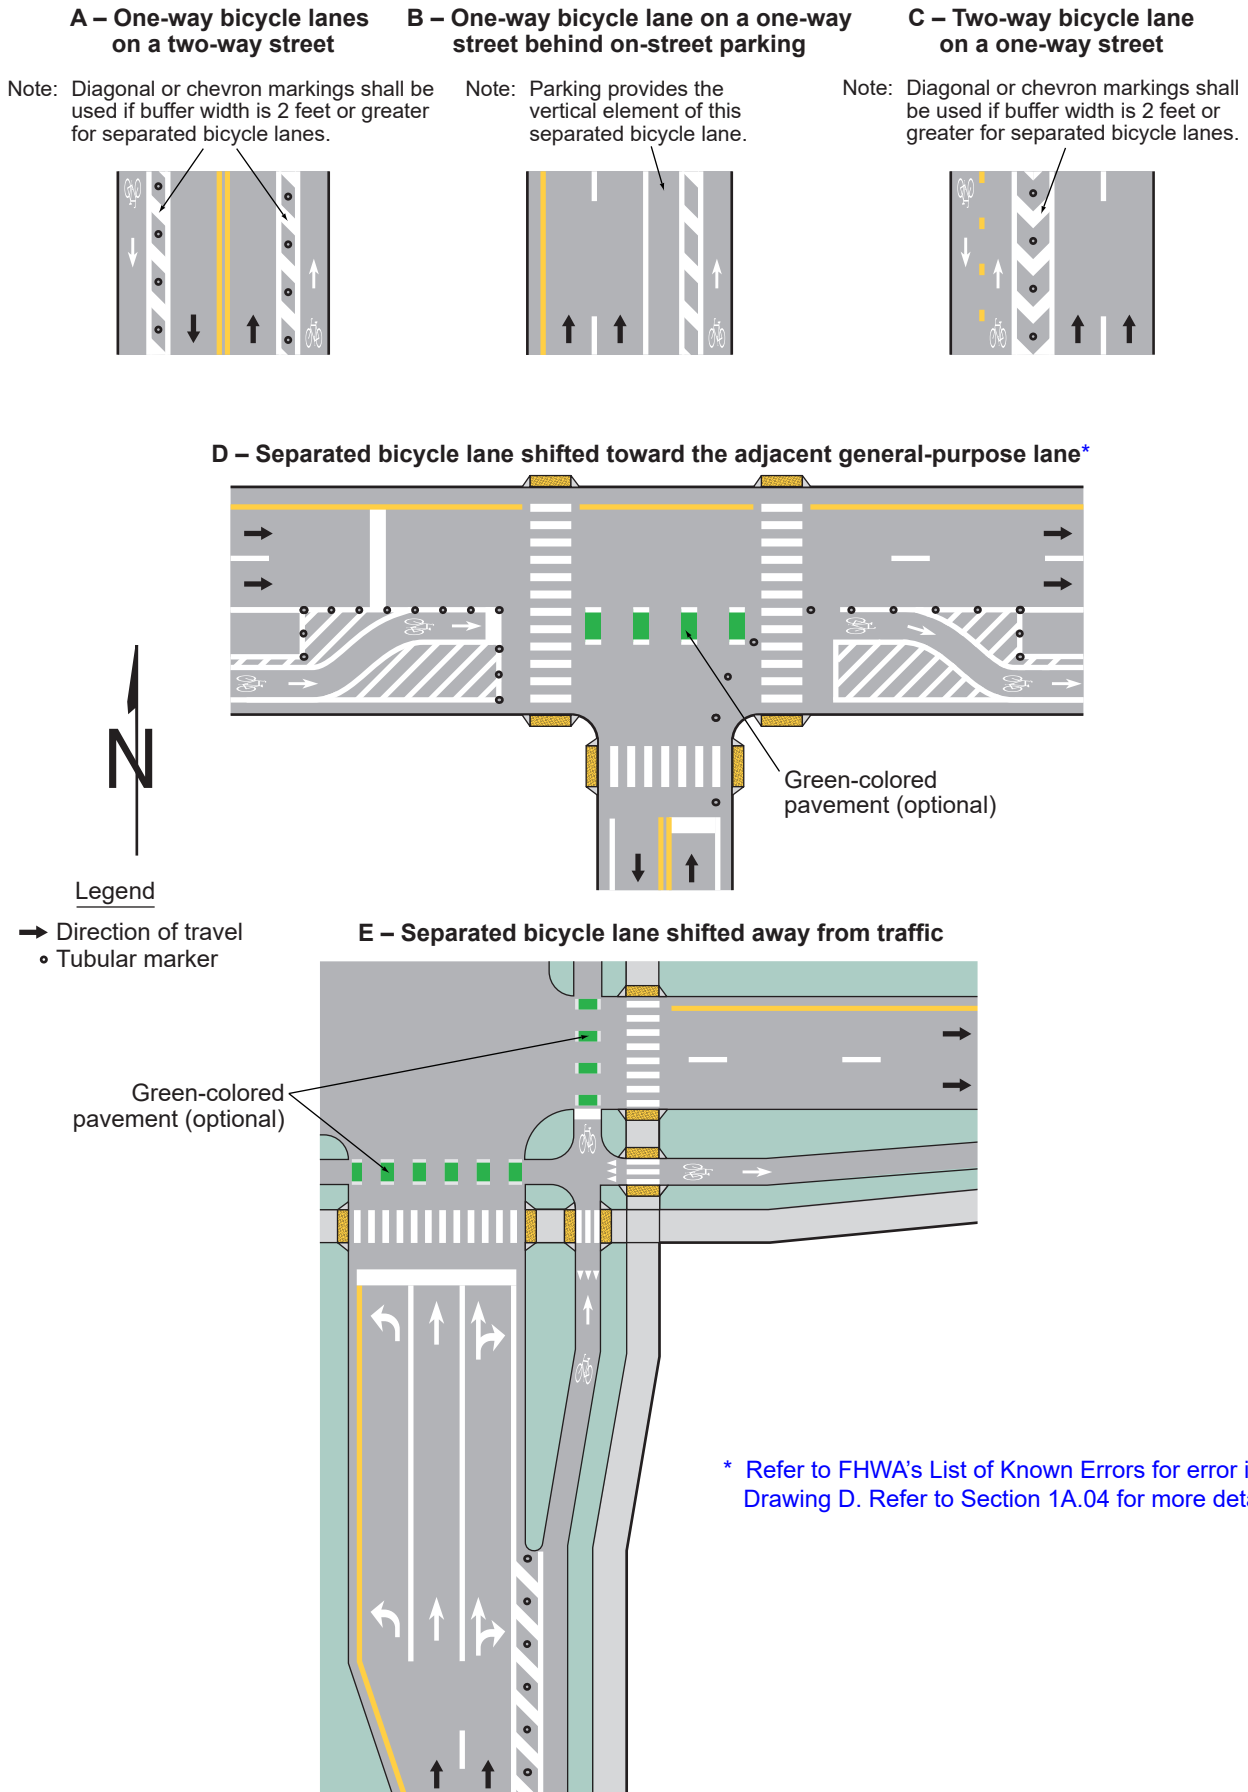 A – One-way bicycle lanes
on a two-way street
Note: Diagonal or chevron markings shall be
used if buffer width is 2 feet or greater
for separated bicycle lanes.
B – One-way bicycle lane on a one-way
street behind on-street parking
Note: Parking provides the
vertical element of this
separated bicycle lane.
C – Two-way bicycle lane
on a one-way street
Note: Diagonal or chevron markings shall
be used if buffer width is 2 feet or
greater for separated bicycle lanes.
D – Separated bicycle lane shifted toward the adjacent general-purpose lane*
N
Green-colored
pavement (optional)
Legend
Direction of travel
Tubular marker
E – Separated bicycle lane shifted away from traffic
Green-colored
pavement (optional)
* Refer to FHWA's List of Known Errors for error
Drawing D. Refer to Section 1A.04 for more